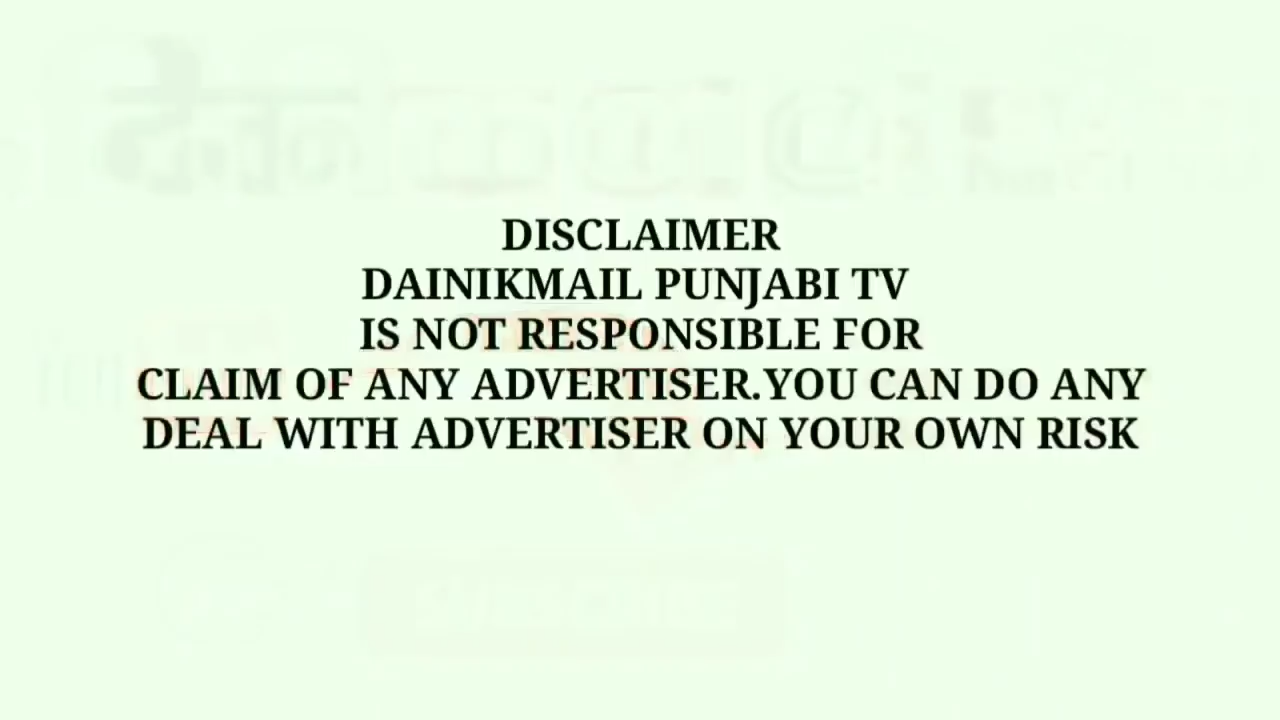 DISCLAIMER
DAINIKMAIL PUNJABI TV
IS NOT RESPONSIBLE FOR
CLAIM OF ANY ADVERTISER.YOU CAN DO ANY
DEAL WITH ADVERTISER ON YOUR OWN RISK